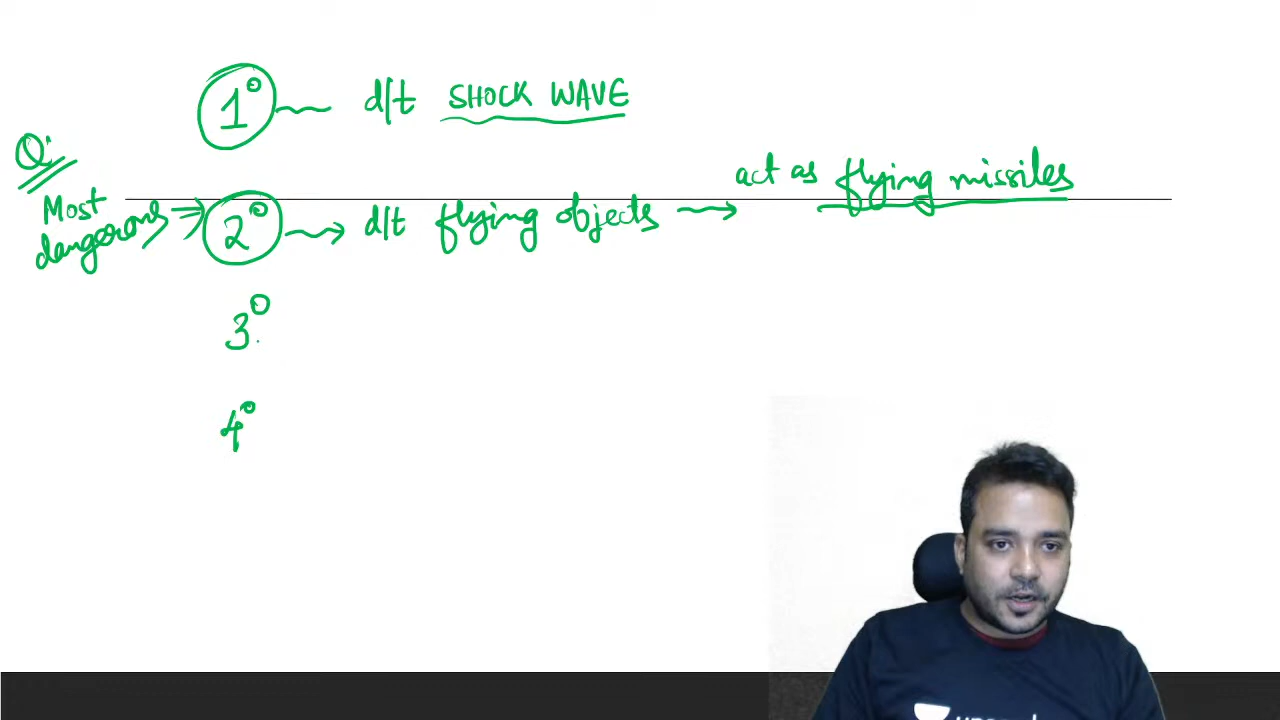 1° d/t SHOCK WAVE
Q:
act as flying missiles
Most
dangerous ⇒ 2° → d/t flying objects →
3°
4°